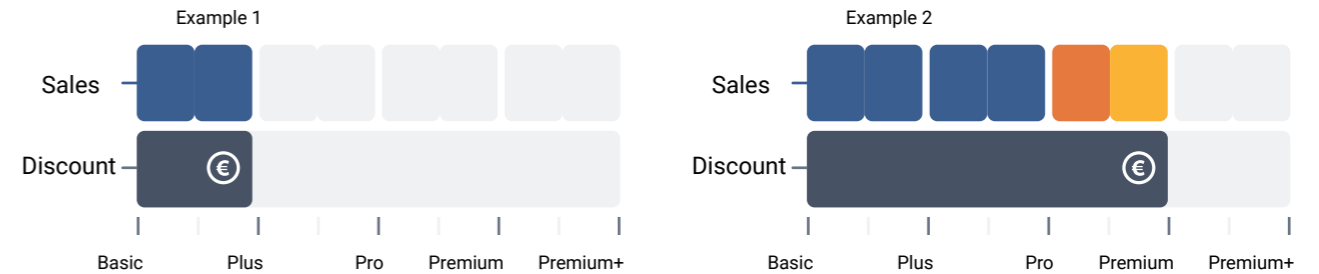 Example 1
Sales
Discount
€
Basic Plus Pro Premium Premium+
Example 2
Sales
Discount
€
Basic Plus Pro Premium Premium+